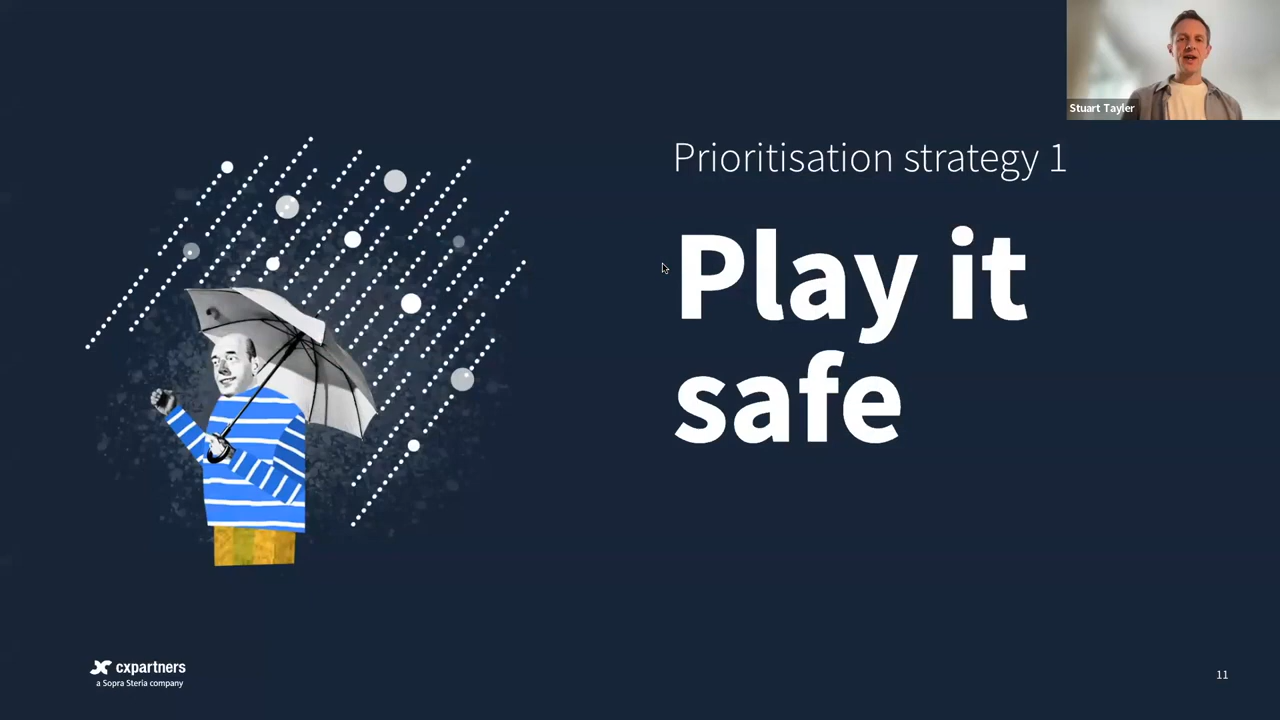 Stuart Tayler
Prioritisation strategy 1
Play it
safe
cxpartners
a Sopra Steria company
11